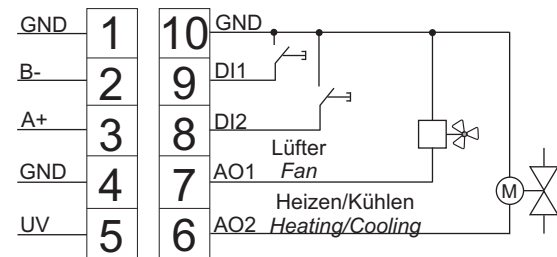 GND 1 10 GND
B- 2 9 DI1
A+ 3 8 DI2
Lüfter
Fan
GND 4 7 AO1
Heizen/Kühlen
Heating/Cooling
UV 5 6 AO2
M